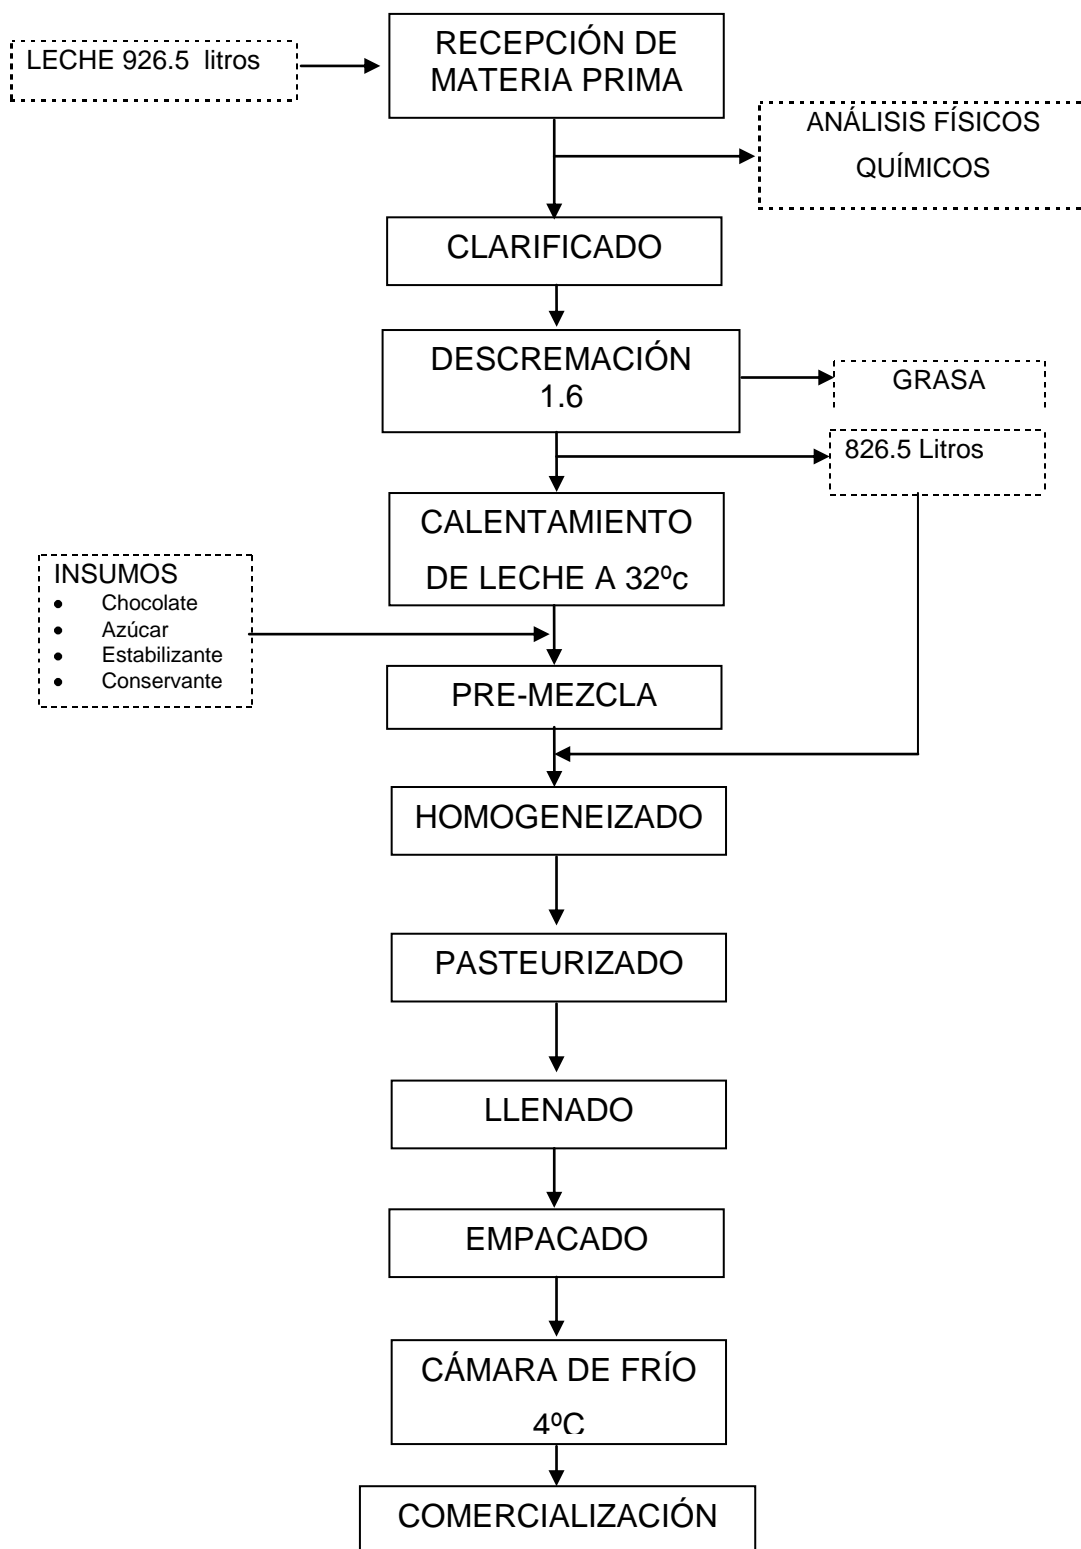 LECHE 926.5 litros
RECEPCIÓN DE
MATERIA PRIMA
ANÁLISIS FÍSICOS
QUÍMICOS
CLARIFICADO
DESCREMACIÓN
1.6
GRASA
826.5 Litros
CALENTAMIENTO
DE LECHE A 32ºc
INSUMOS
• Chocolate
• Azúcar
• Estabilizante
• Conservante
PRE-MEZCLA
HOMOGENEIZADO
PASTEURIZADO
LLENADO
EMPACADO
CÁMARA DE FRÍO
4ºC
COMERCIALIZACIÓN